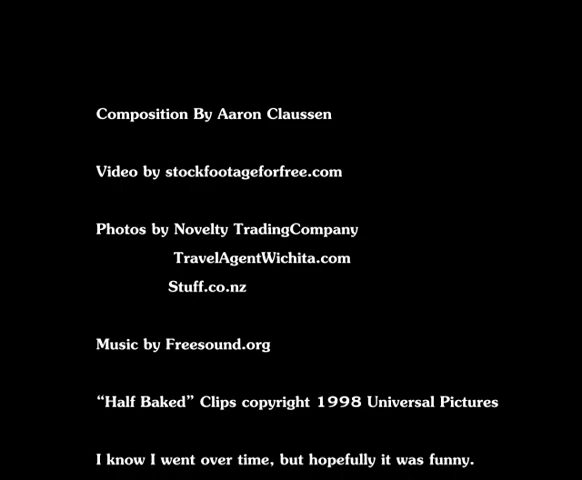 Composition By Aaron Claussen
Video by stockfootageforfree.com
Photos by Novelty TradingCompany
TravelAgentWichita.com
Stuff.co.nz
Music by Freesound.org
“Half Baked” Clips copyright 1998 Universal Pictures
I know I went over time, but hopefully it was funny.